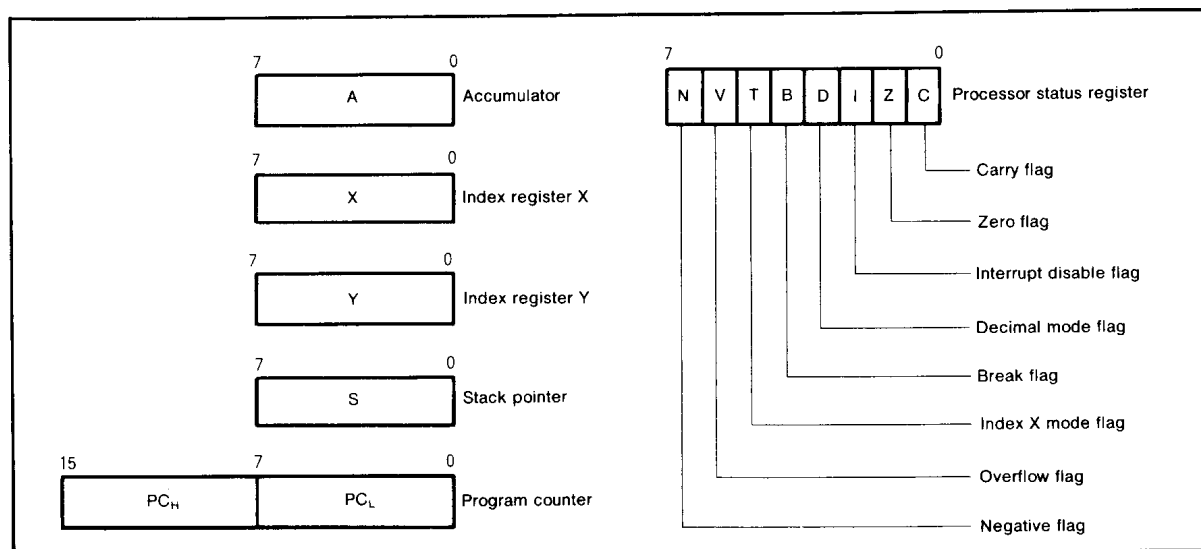 7 0
A Accumulator
7 0
X Index register X
7 0
Y Index register Y
7 0
S Stack pointer
15 7 0
PCH PCL Program counter
7 0
N V T B D I Z C Processor status register
Carry flag
Zero flag
Interrupt disable flag
Decimal mode flag
Break flag
Index X mode flag
Overflow flag
Negative flag